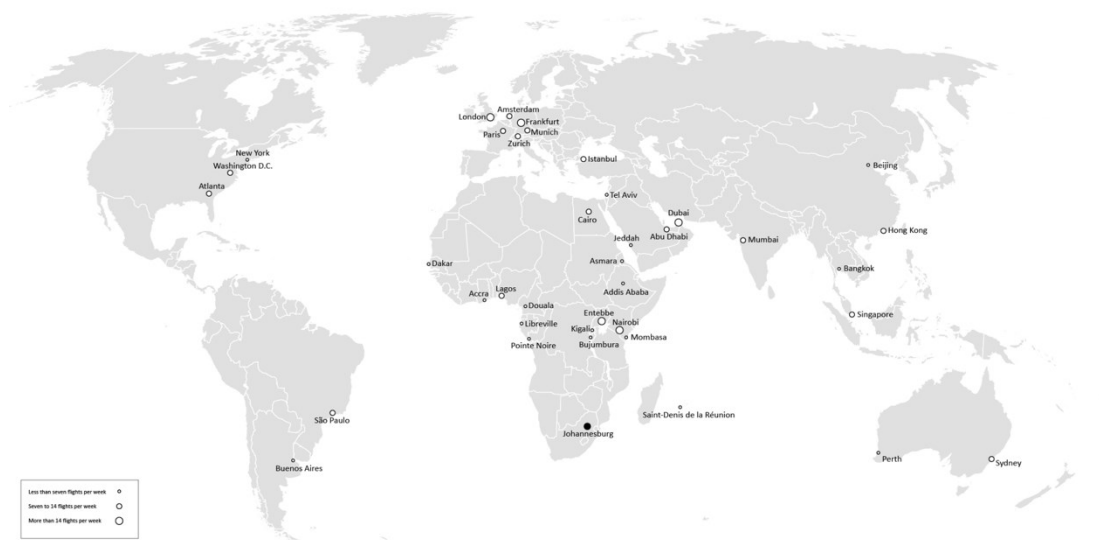 Amsterdam
London
Frankfurt
Paris
Munich
Zurich
New York
Istanbul
Washington D.C.
Beijing
Atlanta
Tel Aviv
Dubai
Cairo
Hong Kong
Abu Dhabi
Jeddah
Mumbai
Dakar
Asmara
Bangkok
Addis Ababa
Lagos
Accra
Douala
Entebbe
Singapore
Nairobi
Libreville
Kigali
Mombasa
Pointe Noire
Bujumbura
Saint-Denis de la Réunion
São Paulo
Johannesburg
Perth
Sydney
Buenos Aires
Less than seven flights per week
Seven to 14 flights per week
More than 14 flights per week